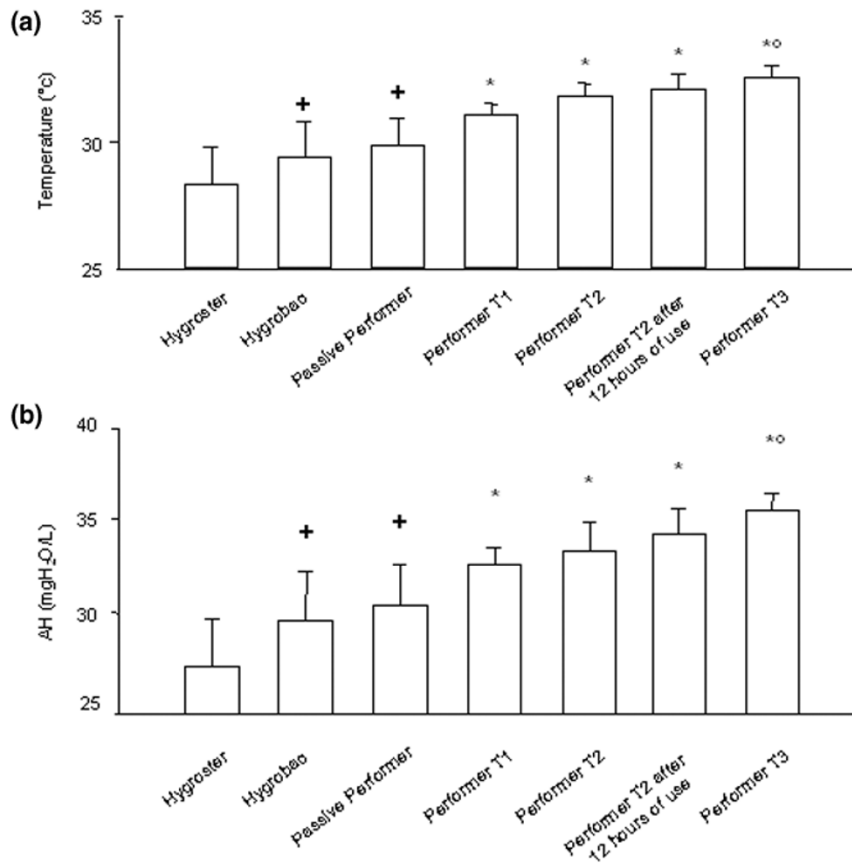 (a)
35
30
25
Temperature (°c)
+
+
*
*
*
*°
Hygroster
Hygrobac
Passive Performer
Performer T1
Performer T2
Performer T2 after
12 hours of use
Performer T3
(b)
40
35
30
25
AH (mgH₂O/L)
+
+
*
*
*
*°
Hygroster
Hygrobac
Passive Performer
Performer T1
Performer T2
Performer T2 after
12 hours of use
Performer T3